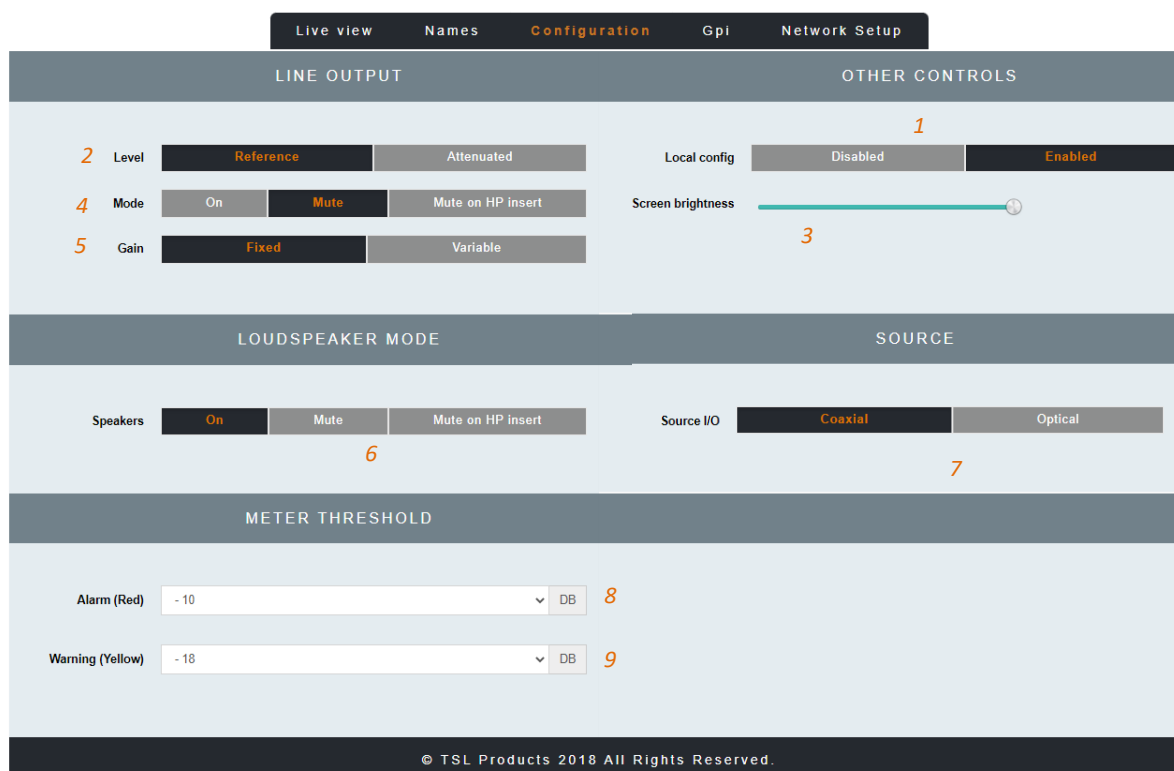 Live view Names Configuration Gpi Network Setup
LINE OUTPUT
2 Level Reference Attenuated
4 Mode On Mute Mute on HP insert
5 Gain Fixed Variable
OTHER CONTROLS
1
Local config Disabled Enabled
Screen brightness
3
LOUDSPEAKER MODE
Speakers On Mute Mute on HP insert
6
SOURCE
Source I/O Coaxial Optical
7
METER THRESHOLD
Alarm (Red) - 10 DB 8
Warning (Yellow) - 18 DB 9
© TSL Products 2018 All Rights Reserved.